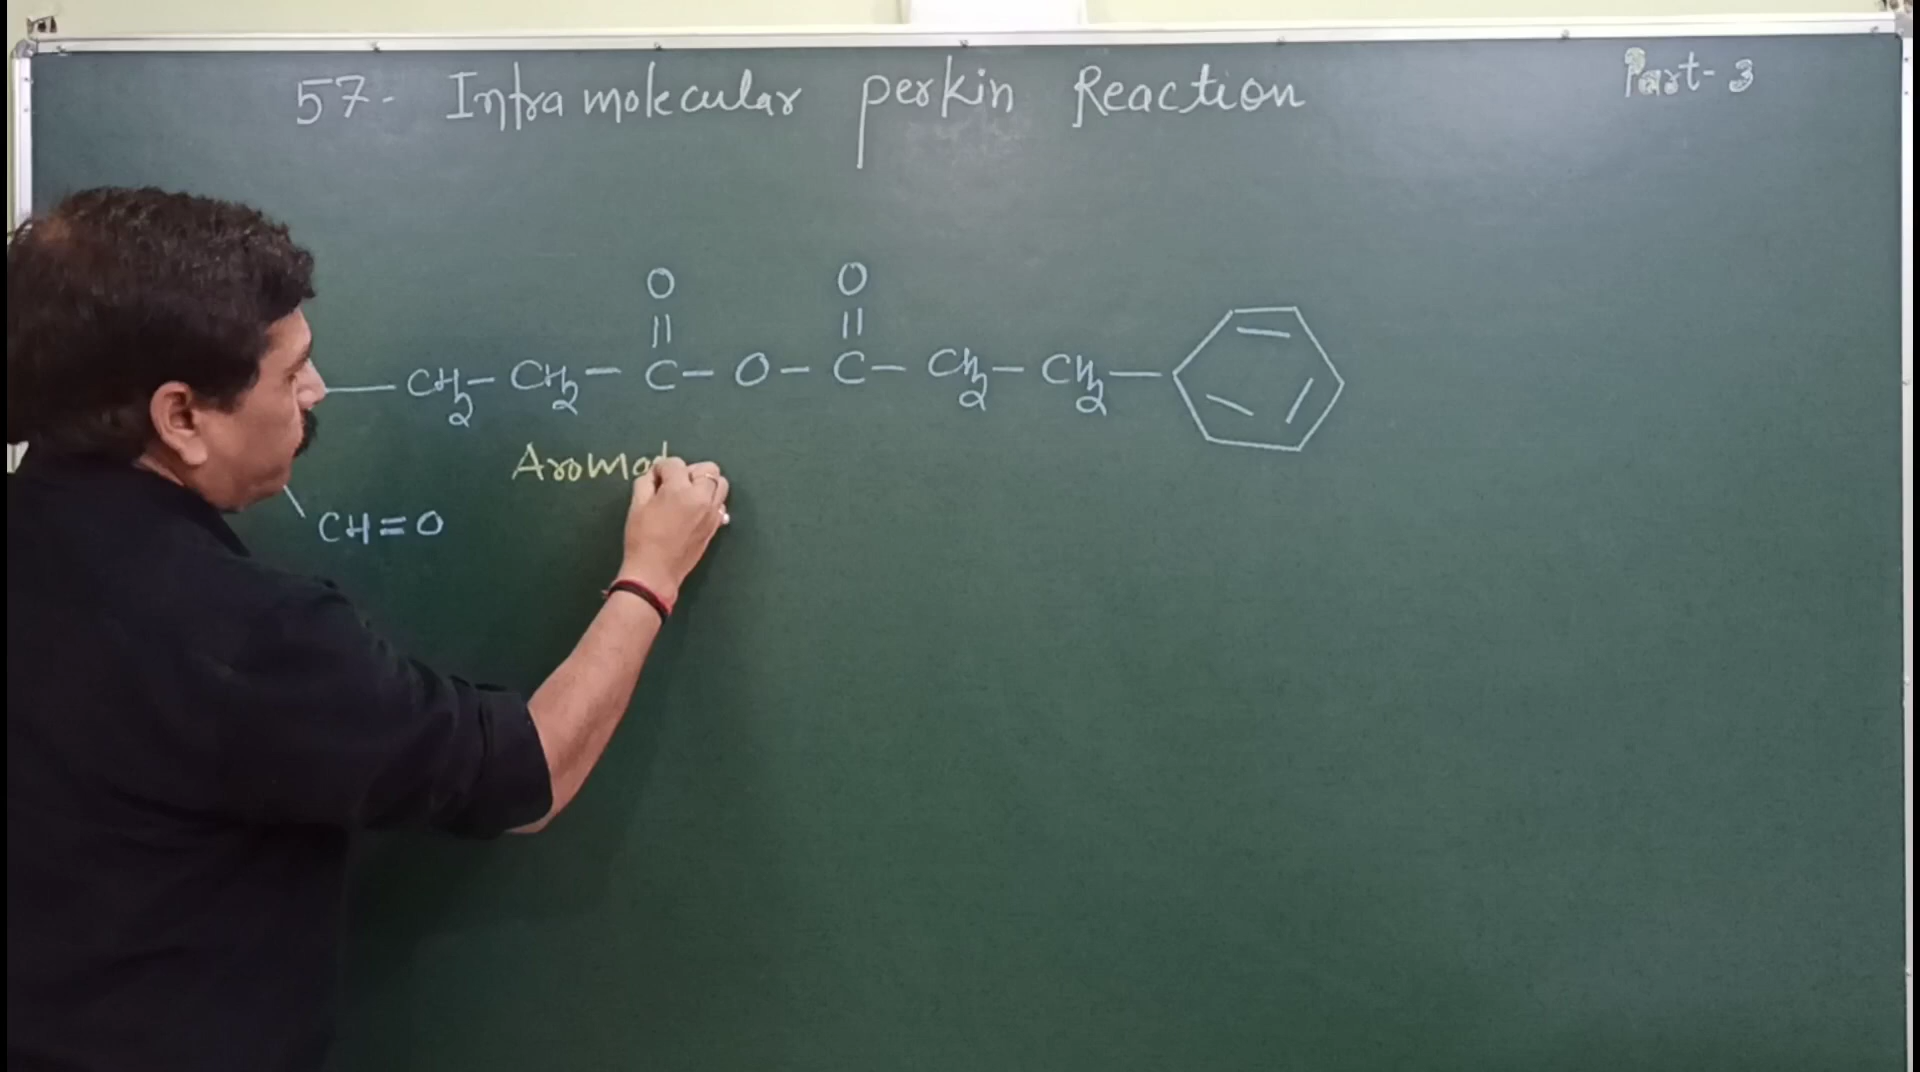 57- Intramolecular perkin Reaction
Part-3
O O
|| ||
CH2-CH2-C-O-C-CH2-CH2-
Aromat
CH=O